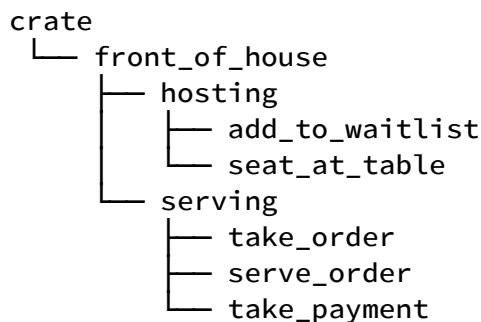 crate
└── front_of_house
    ├── hosting
    │   ├── add_to_waitlist
    │   └── seat_at_table
    └── serving
        ├── take_order
        ├── serve_order
        └── take_payment